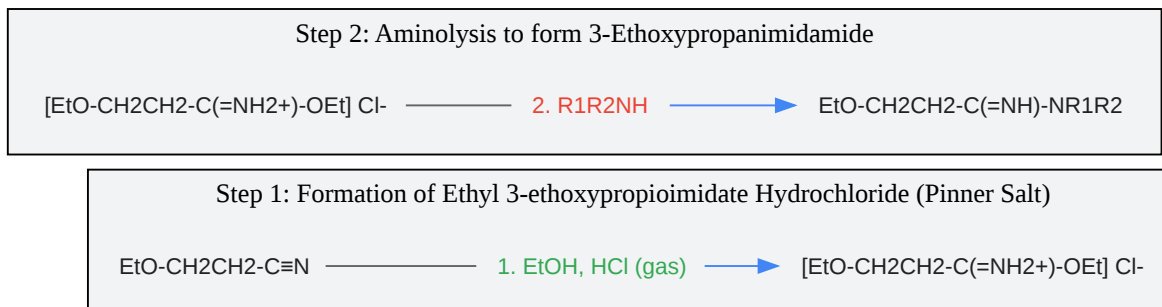 Step 2: Aminolysis to form 3-Ethoxypropanimidamide
[EtO-CH2CH2-C(=NH2+)-OEt] Cl- 2. R1R2NH EtO-CH2CH2-C(=NH)-NR1R2
Step 1: Formation of Ethyl 3-ethoxypropioimidate Hydrochloride (Pinner Salt)
EtO-CH2CH2-C≡N 1. EtOH, HCl (gas) [EtO-CH2CH2-C(=NH2+)-OEt] Cl-